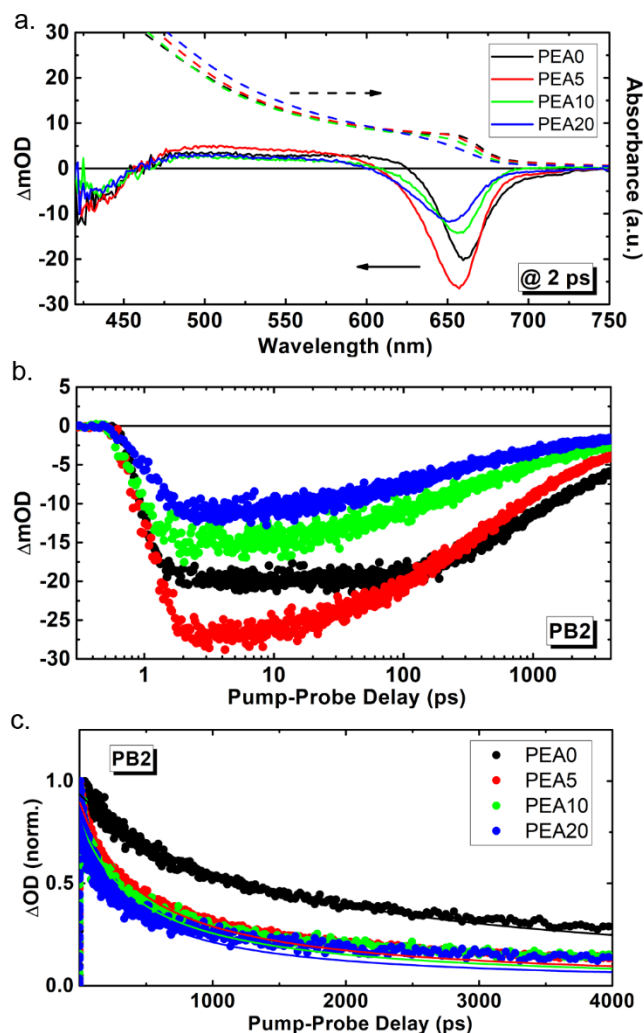 a.
30
20
10
0
-10
-20
-30
ΔmOD
PEA0
PEA5
PEA10
PEA20
Absorbance (a.u.)
@ 2 ps
450 500 550 600 650 700 750
Wavelength (nm)
b.
5
0
-5
-10
-15
-20
-25
-30
ΔmOD
PB2
1 10 100 1000
Pump-Probe Delay (ps)
c.
PB2
1.0
0.5
0.0
ΔOD (norm.)
PEA0
PEA5
PEA10
PEA20
0 1000 2000 3000 4000
Pump-Probe Delay (ps)